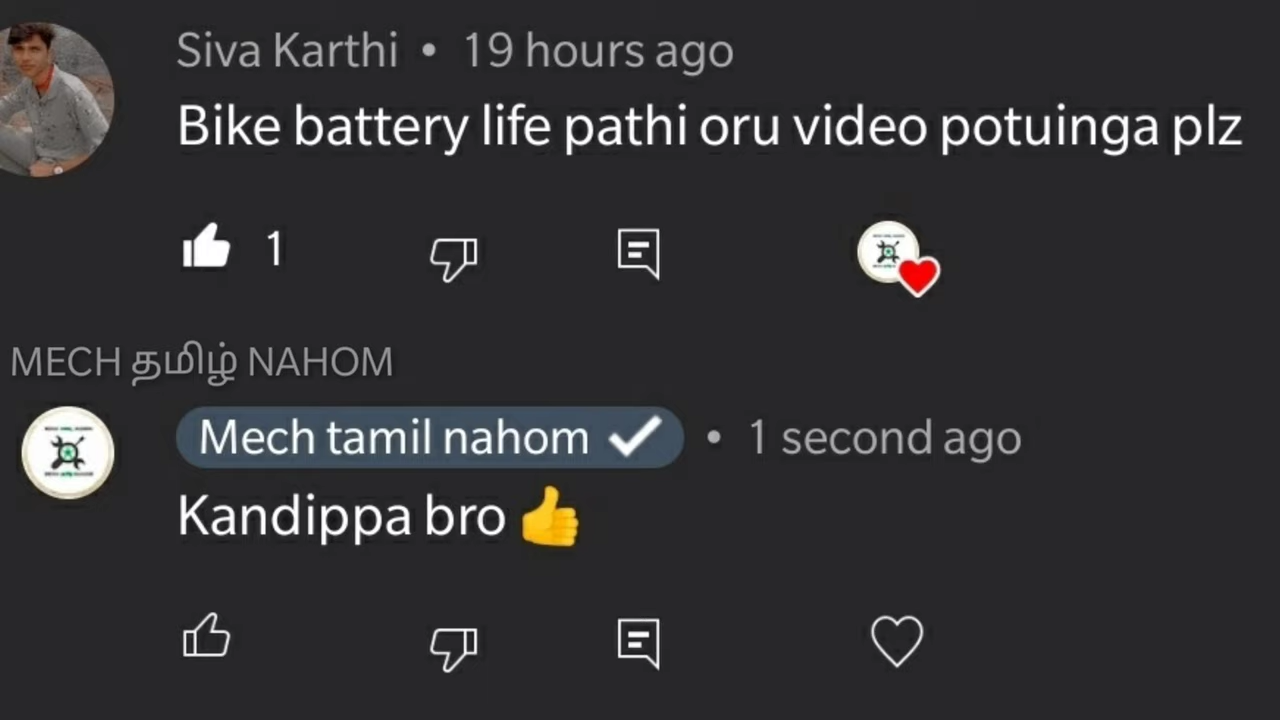 Siva Karthi • 19 hours ago
Bike battery life pathi oru video potuinga plz
1
MECH தமிழ் NAHOM
Mech tamil nahom • 1 second ago
Kandippa bro 👍